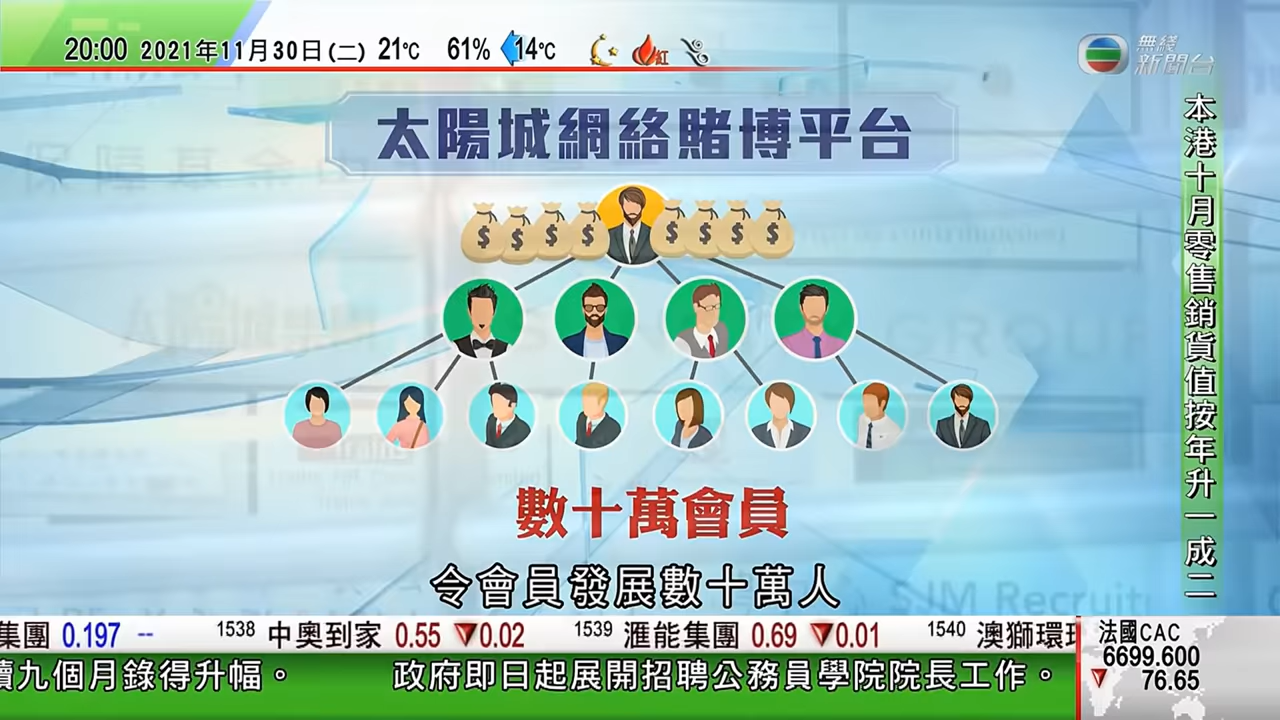 20:00 2021年11月30日(二) 21℃ 61% 14℃ 紅
無綫新聞台
太陽城網絡賭博平台
$ $ $ $ $ $ $ $
數十萬會員
令會員發展數十萬人
本港十月零售銷貨值按年升一成二
集團 0.197 -- 1538 中奧到家 0.55 ▼0.02 1539 滙能集團 0.69 ▼0.01 1540 澳獅環球
續九個月錄得升幅。 政府即日起展開招聘公務員學院院長工作。
法國CAC
6699.600
▼ 76.65
SJM Recruit